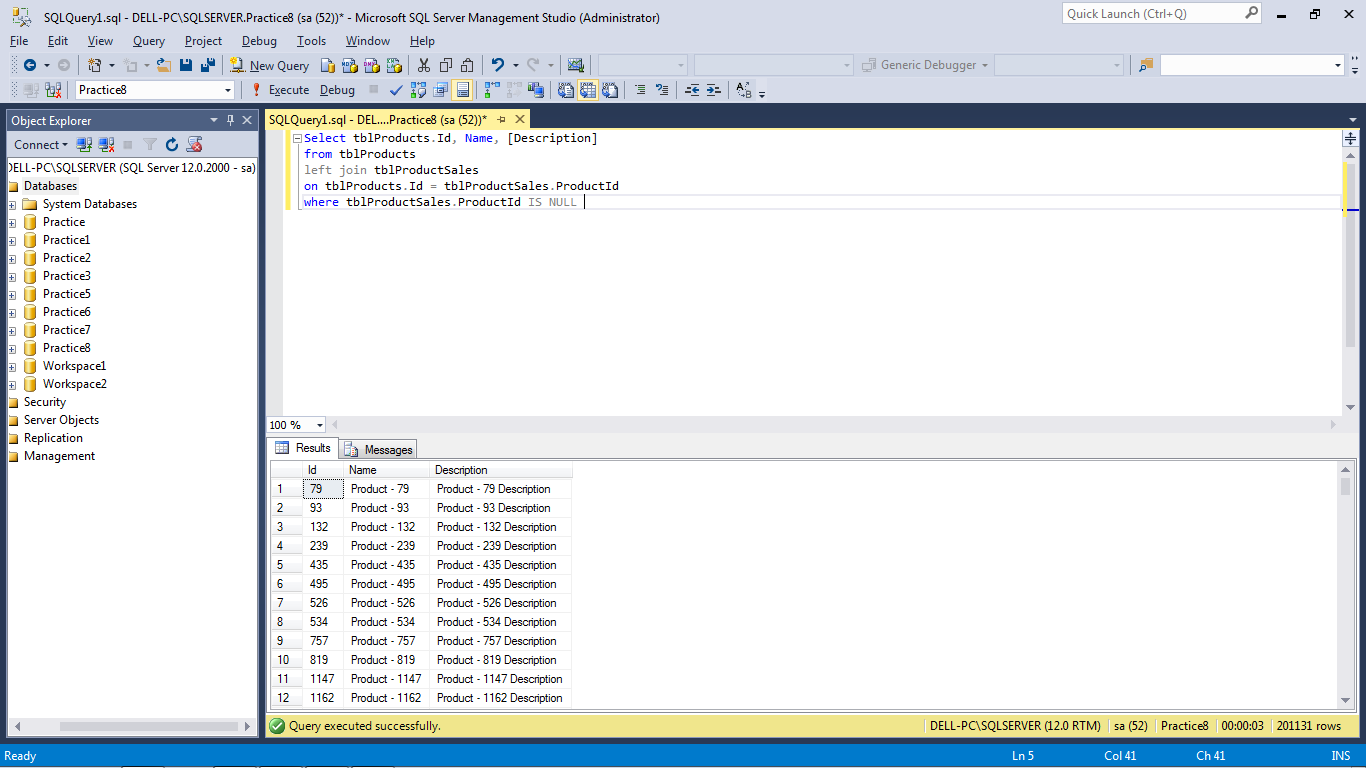 SQLQuery1.sql - DELL-PC\SQLSERVER.Practice8 (sa (52))* - Microsoft SQL Server Management Studio (Administrator)
Quick Launch (Ctrl+Q)
File Edit View Query Project Debug Tools Window Help
New Query
Generic Debugger
Practice8
Execute Debug
Object Explorer
Connect
DELL-PC\SQLSERVER (SQL Server 12.0.2000 - sa)
Databases
System Databases
Practice
Practice1
Practice2
Practice3
Practice5
Practice6
Practice7
Practice8
Workspace1
Workspace2
Security
Server Objects
Replication
Management
SQLQuery1.sql - DEL....Practice8 (sa (52))*
Select tblProducts.Id, Name, [Description]
from tblProducts
left join tblProductSales
on tblProducts.Id = tblProductSales.ProductId
where tblProductSales.ProductId IS NULL
100 %
Results Messages
Id Name Description
1 79 Product - 79 Product - 79 Description
2 93 Product - 93 Product - 93 Description
3 132 Product - 132 Product - 132 Description
4 239 Product - 239 Product - 239 Description
5 435 Product - 435 Product - 435 Description
6 495 Product - 495 Product - 495 Description
7 526 Product - 526 Product - 526 Description
8 534 Product - 534 Product - 534 Description
9 757 Product - 757 Product - 757 Description
10 819 Product - 819 Product - 819 Description
11 1147 Product - 1147 Product - 1147 Description
12 1162 Product - 1162 Product - 1162 Description
Query executed successfully.
DELL-PC\SQLSERVER (12.0 RTM) sa (52) Practice8 00:00:03 201131 rows
Ready Ln 5 Col 41 Ch 41 INS